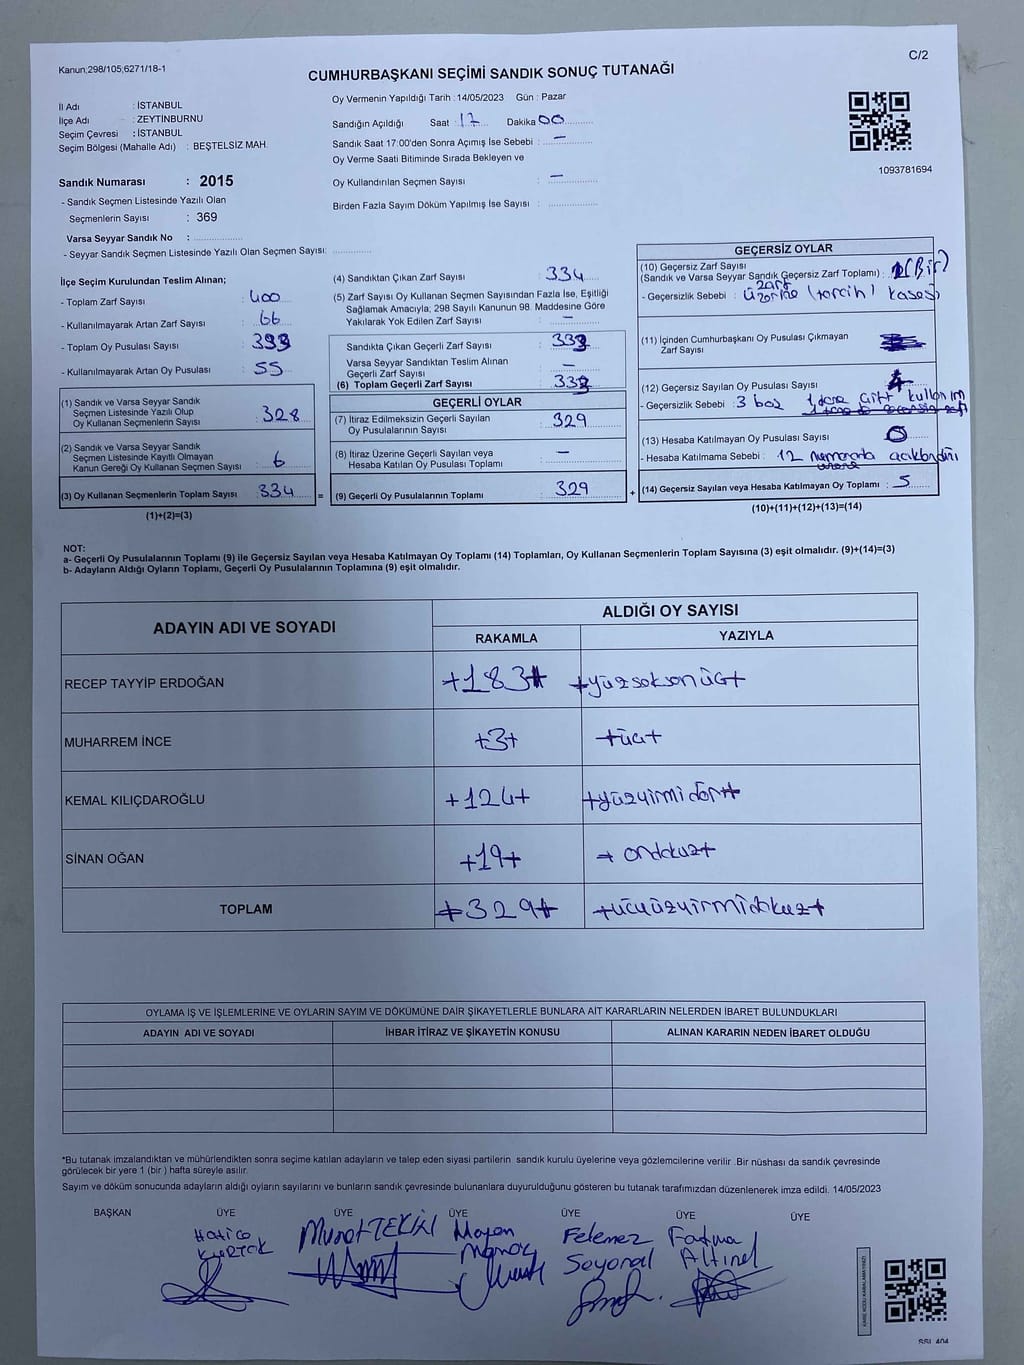 Kanun;298/105;6271/18-1
C/2
CUMHURBAŞKANI SEÇİMİ SANDIK SONUÇ TUTANAĞI
İl Adı : İSTANBUL
İlçe Adı : ZEYTİNBURNU
Seçim Çevresi : İSTANBUL
Seçim Bölgesi (Mahalle Adı) : BEŞTELSİZ MAH.
Sandık Numarası : 2015
- Sandık Seçmen Listesinde Yazılı Olan
Seçmenlerin Sayısı : 369
Varsa Seyyar Sandık No :
- Seyyar Sandık Seçmen Listesinde Yazılı Olan Seçmen Sayısı:
Oy Vermenin Yapıldığı Tarih : 14/05/2023 Gün : Pazar
Sandığın Açıldığı Saat : 17 Dakika 00
Sandık Saat 17:00'den Sonra Açımış İse Sebebi : —
Oy Verme Saati Bitiminde Sırada Bekleyen ve
Oy Kullandırılan Seçmen Sayısı : —
Birden Fazla Sayım Döküm Yapılmış İse Sayısı :
1093781694
İlçe Seçim Kurulundan Teslim Alınan;
- Toplam Zarf Sayısı : 400
- Kullanılmayarak Artan Zarf Sayısı : 66
- Toplam Oy Pusulası Sayısı :
- Kullanılmayarak Artan Oy Pusulası : 55
(1) Sandık ve Varsa Seyyar Sandık
Seçmen Listesinde Yazılı Olup
Oy Kullanan Seçmenlerin Sayısı : 328
(2) Sandık ve Varsa Seyyar Sandık
Seçmen Listesinde Kayıtlı Olmayan
Kanun Gereği Oy Kullanan Seçmen Sayısı : 6
(3) Oy Kullanan Seçmenlerin Toplam Sayısı : 334 =
(1)+(2)=(3)
(4) Sandıktan Çıkan Zarf Sayısı : 334
(5) Zarf Sayısı Oy Kullanan Seçmen Sayısından Fazla İse, Eşitliği
Sağlamak Amacıyla; 298 Sayılı Kanunun 98. Maddesine Göre
Yakılarak Yok Edilen Zarf Sayısı : —
Sandıkta Çıkan Geçerli Zarf Sayısı : 333
Varsa Seyyar Sandıktan Teslim Alınan
Geçerli Zarf Sayısı : —
(6) Toplam Geçerli Zarf Sayısı : 333
GEÇERLİ OYLAR
(7) İtiraz Edilmeksizin Geçerli Sayılan
Oy Pusulalarının Sayısı : 329
(8) İtiraz Üzerine Geçerli Sayılan veya
Hesaba Katılan Oy Pusulası Toplamı : —
(9) Geçerli Oy Pusulalarının Toplamı : 329 +
GEÇERSİZ OYLAR
(10) Geçersiz Zarf Sayısı
(Sandık ve Varsa Seyyar Sandık Geçersiz Zarf Toplamı) : 1 (Bir)
- Geçersizlik Sebebi : zarf üzerine (tercih) kaşesi
(11) İçinden Cumhurbaşkanı Oy Pusulası Çıkmayan
Zarf Sayısı
(12) Geçersiz Sayılan Oy Pusulası Sayısı : 4
- Geçersizlik Sebebi : 3 boş 1 tane çift kullanım
(13) Hesaba Katılmayan Oy Pusulası Sayısı : 0
- Hesaba Katılmama Sebebi : 12 numarada açıklandı
(14) Geçersiz Sayılan veya Hesaba Katılmayan Oy Toplamı : 5
(10)+(11)+(12)+(13)=(14)
NOT:
a- Geçerli Oy Pusulalarının Toplamı (9) ile Geçersiz Sayılan veya Hesaba Katılmayan Oy Toplamı (14) Toplamları, Oy Kullanan Seçmenlerin Toplam Sayısına (3) eşit olmalıdır. (9)+(14)=(3)
b- Adayların Aldığı Oyların Toplamı, Geçerli Oy Pusulalarının Toplamına (9) eşit olmalıdır.
ADAYIN ADI VE SOYADI ALDIĞI OY SAYISI
RAKAMLA YAZIYLA
RECEP TAYYİP ERDOĞAN +183+ +yüzseksenüç+
MUHARREM İNCE +3+ +üç+
KEMAL KILIÇDAROĞLU +124+ +yüzyirmidört+
SİNAN OĞAN +19+ + ondokuz+
TOPLAM +329+ +üçyüzyirmidokuz+
OYLAMA İŞ VE İŞLEMLERİNE VE OYLARIN SAYIM VE DÖKÜMÜNE DAİR ŞİKAYETLERLE BUNLARA AİT KARARLARIN NELERDEN İBARET BULUNDUKLARI
ADAYIN ADI VE SOYADI İHBAR İTİRAZ VE ŞİKAYETİN KONUSU ALINAN KARARIN NEDEN İBARET OLDUĞU
*Bu tutanak imzalandıktan ve mühürlendikten sonra seçime katılan adayların ve talep eden siyasi partilerin sandık kurulu üyelerine veya gözlemcilerine verilir. Bir nüshası da sandık çevresinde
görülecek bir yere 1 (bir ) hafta süreyle asılır.
Sayım ve döküm sonucunda adayların aldığı oyların sayılarını ve bunların sandık çevresinde bulunanlara duyurulduğunu gösteren bu tutanak tarafımızdan düzenlenerek imza edildi. 14/05/2023
BAŞKAN ÜYE ÜYE ÜYE ÜYE ÜYE ÜYE
Hatice Murat TEKİN Felemez Fatma
Altınel
KARE KODU KARALAMAYINIZ!